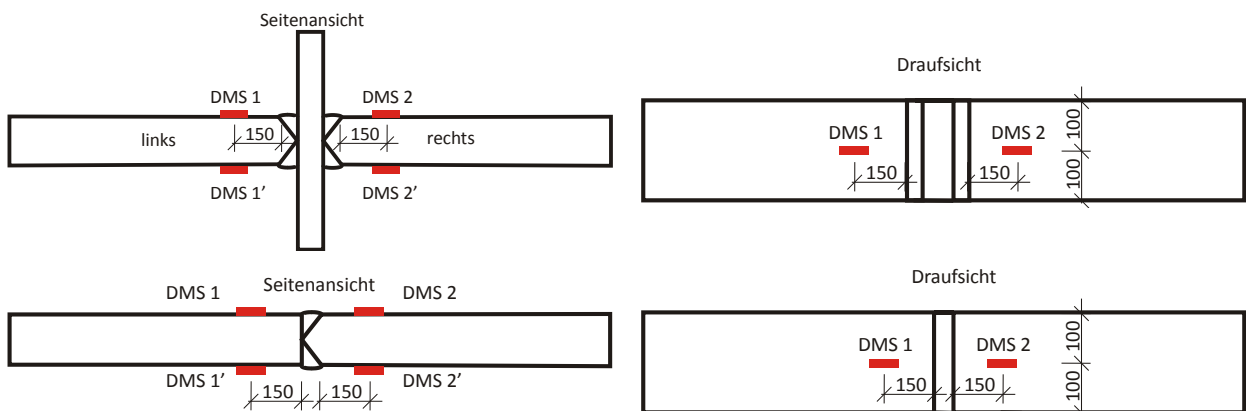 Seitenansicht
DMS 1
DMS 2
links
150
150
rechts
DMS 1’
DMS 2’
Draufsicht
DMS 1
DMS 2
100
150
150
100
Seitenansicht
DMS 1
DMS 2
DMS 1’
DMS 2’
150
150
Draufsicht
DMS 1
DMS 2
100
150
150
100